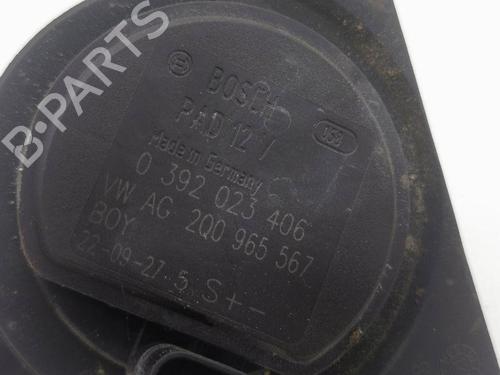 BOSCH
PAD 12 V
058
Made in Germany
0 392 023 406
VW AG 2Q0 965 567
BOY
22-09-27 5 S + -
B-PARTS